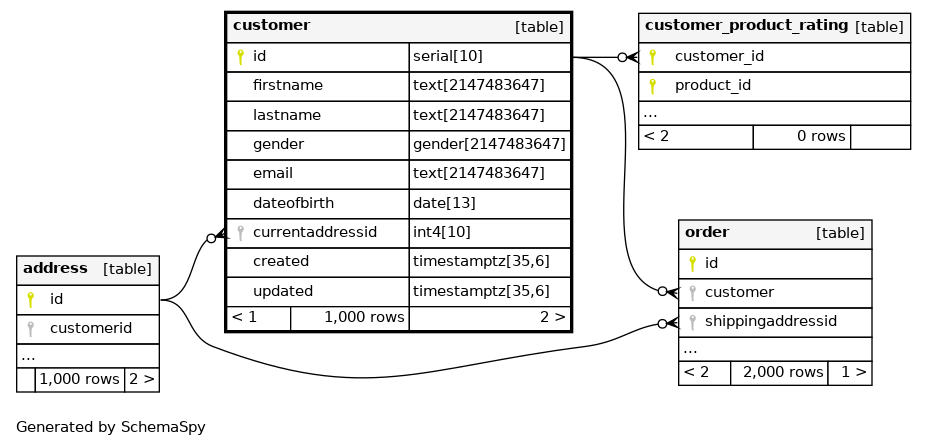 customer [table]
id serial[10]
firstname text[2147483647]
lastname text[2147483647]
gender gender[2147483647]
email text[2147483647]
dateofbirth date[13]
currentaddressid int4[10]
created timestamptz[35,6]
updated timestamptz[35,6]
< 1 1,000 rows 2 >
customer_product_rating [table]
customer_id
product_id
...
< 2 0 rows
order [table]
id
customer
shippingaddressid
...
< 2 2,000 rows 1 >
address [table]
id
customerid
...
1,000 rows 2 >
Generated by SchemaSpy